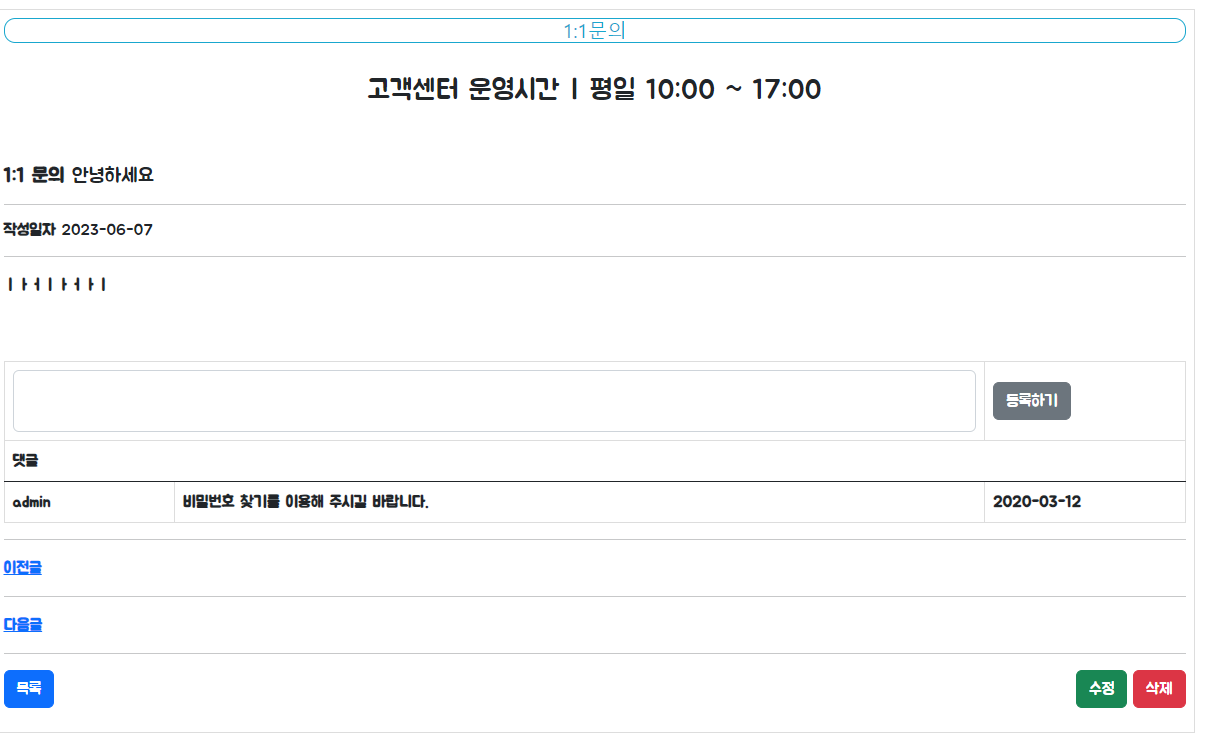 1:1문의
고객센터 운영시간 | 평일 10:00 ~ 17:00
1:1 문의 안녕하세요
작성일자 2023-06-07
ㅣㅏㅓㅣㅏㅓㅏㅣ
등록하기
댓글
admin 비밀번호 찾기를 이용해 주시길 바랍니다. 2020-03-12
이전글
다음글
목록 수정 삭제